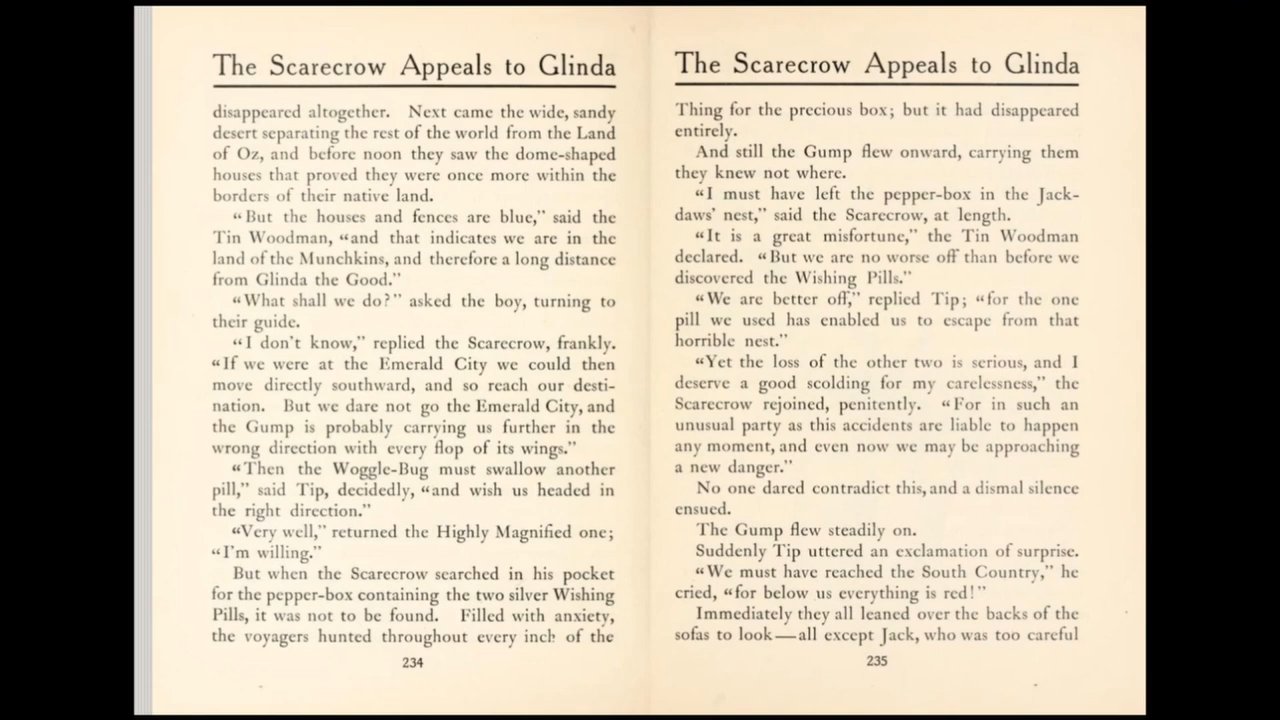 The Scarecrow Appeals to Glinda
disappeared altogether. Next came the wide, sandy
desert separating the rest of the world from the Land
of Oz, and before noon they saw the dome-shaped
houses that proved they were once more within the
borders of their native land.
“But the houses and fences are blue,” said the
Tin Woodman, “and that indicates we are in the
land of the Munchkins, and therefore a long distance
from Glinda the Good.”
“What shall we do?” asked the boy, turning to
their guide.
“I don't know,” replied the Scarecrow, frankly.
“If we were at the Emerald City we could then
move directly southward, and so reach our desti-
nation. But we dare not go the Emerald City, and
the Gump is probably carrying us further in the
wrong direction with every flop of its wings.”
“Then the Woggle-Bug must swallow another
pill,” said Tip, decidedly, “and wish us headed in
the right direction.”
“Very well,” returned the Highly Magnified one;
“I'm willing.”
But when the Scarecrow searched in his pocket
for the pepper-box containing the two silver Wishing
Pills, it was not to be found. Filled with anxiety,
the voyagers hunted throughout every inch of the
234
The Scarecrow Appeals to Glinda
Thing for the precious box; but it had disappeared
entirely.
And still the Gump flew onward, carrying them
they knew not where.
“I must have left the pepper-box in the Jack-
daws' nest,” said the Scarecrow, at length.
“It is a great misfortune,” the Tin Woodman
declared. “But we are no worse off than before we
discovered the Wishing Pills.”
“We are better off,” replied Tip; “for the one
pill we used has enabled us to escape from that
horrible nest.”
“Yet the loss of the other two is serious, and I
deserve a good scolding for my carelessness,” the
Scarecrow rejoined, penitently. “For in such an
unusual party as this accidents are liable to happen
any moment, and even now we may be approaching
a new danger.”
No one dared contradict this, and a dismal silence
ensued.
The Gump flew steadily on.
Suddenly Tip uttered an exclamation of surprise.
“We must have reached the South Country,” he
cried, “for below us everything is red!”
Immediately they all leaned over the backs of the
sofas to look—all except Jack, who was too careful
235